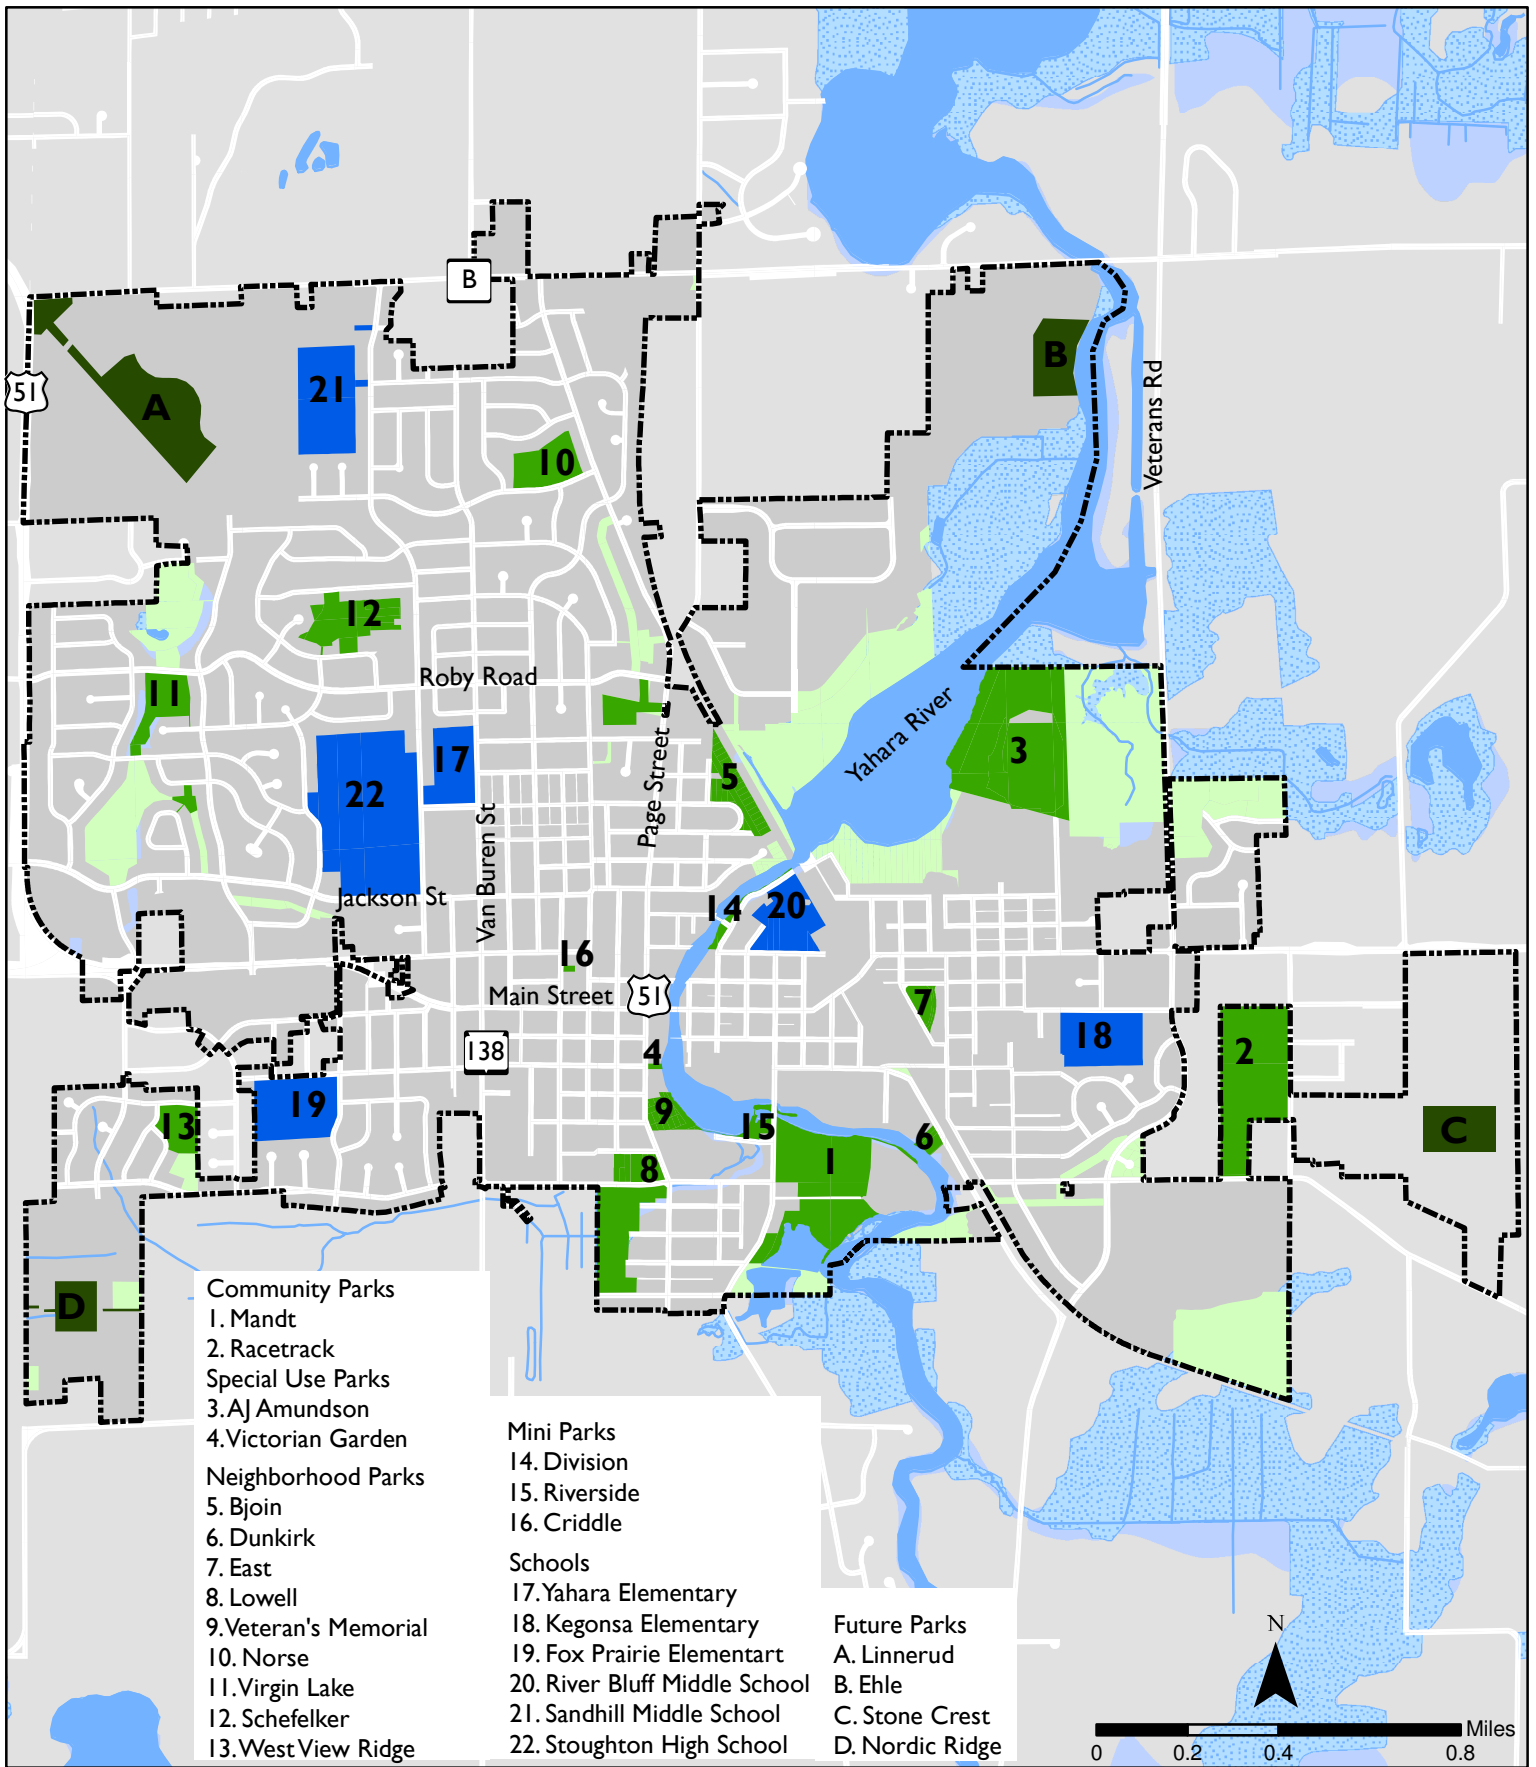 B
51
A
21
B
Veterans Rd
10
12
Roby Road
11
Yahara River
3
17
5
22
Page Street
Van Buren St
Jackson St
14
20
16
Main Street
51
7
18
138
4
2
19
9
13
15
6
C
8
1
D
Community Parks
1. Mandt
2. Racetrack
Special Use Parks
3. AJ Amundson
4. Victorian Garden
Neighborhood Parks
5. Bjoin
6. Dunkirk
7. East
8. Lowell
9. Veteran's Memorial
10. Norse
11. Virgin Lake
12. Schefelker
13. West View Ridge
Mini Parks
14. Division
15. Riverside
16. Criddle
Schools
17. Yahara Elementary
18. Kegonsa Elementary
19. Fox Prairie Elementart
20. River Bluff Middle School
21. Sandhill Middle School
22. Stoughton High School
Future Parks
A. Linnerud
B. Ehle
C. Stone Crest
D. Nordic Ridge
N
Miles
0 0.2 0.4 0.8